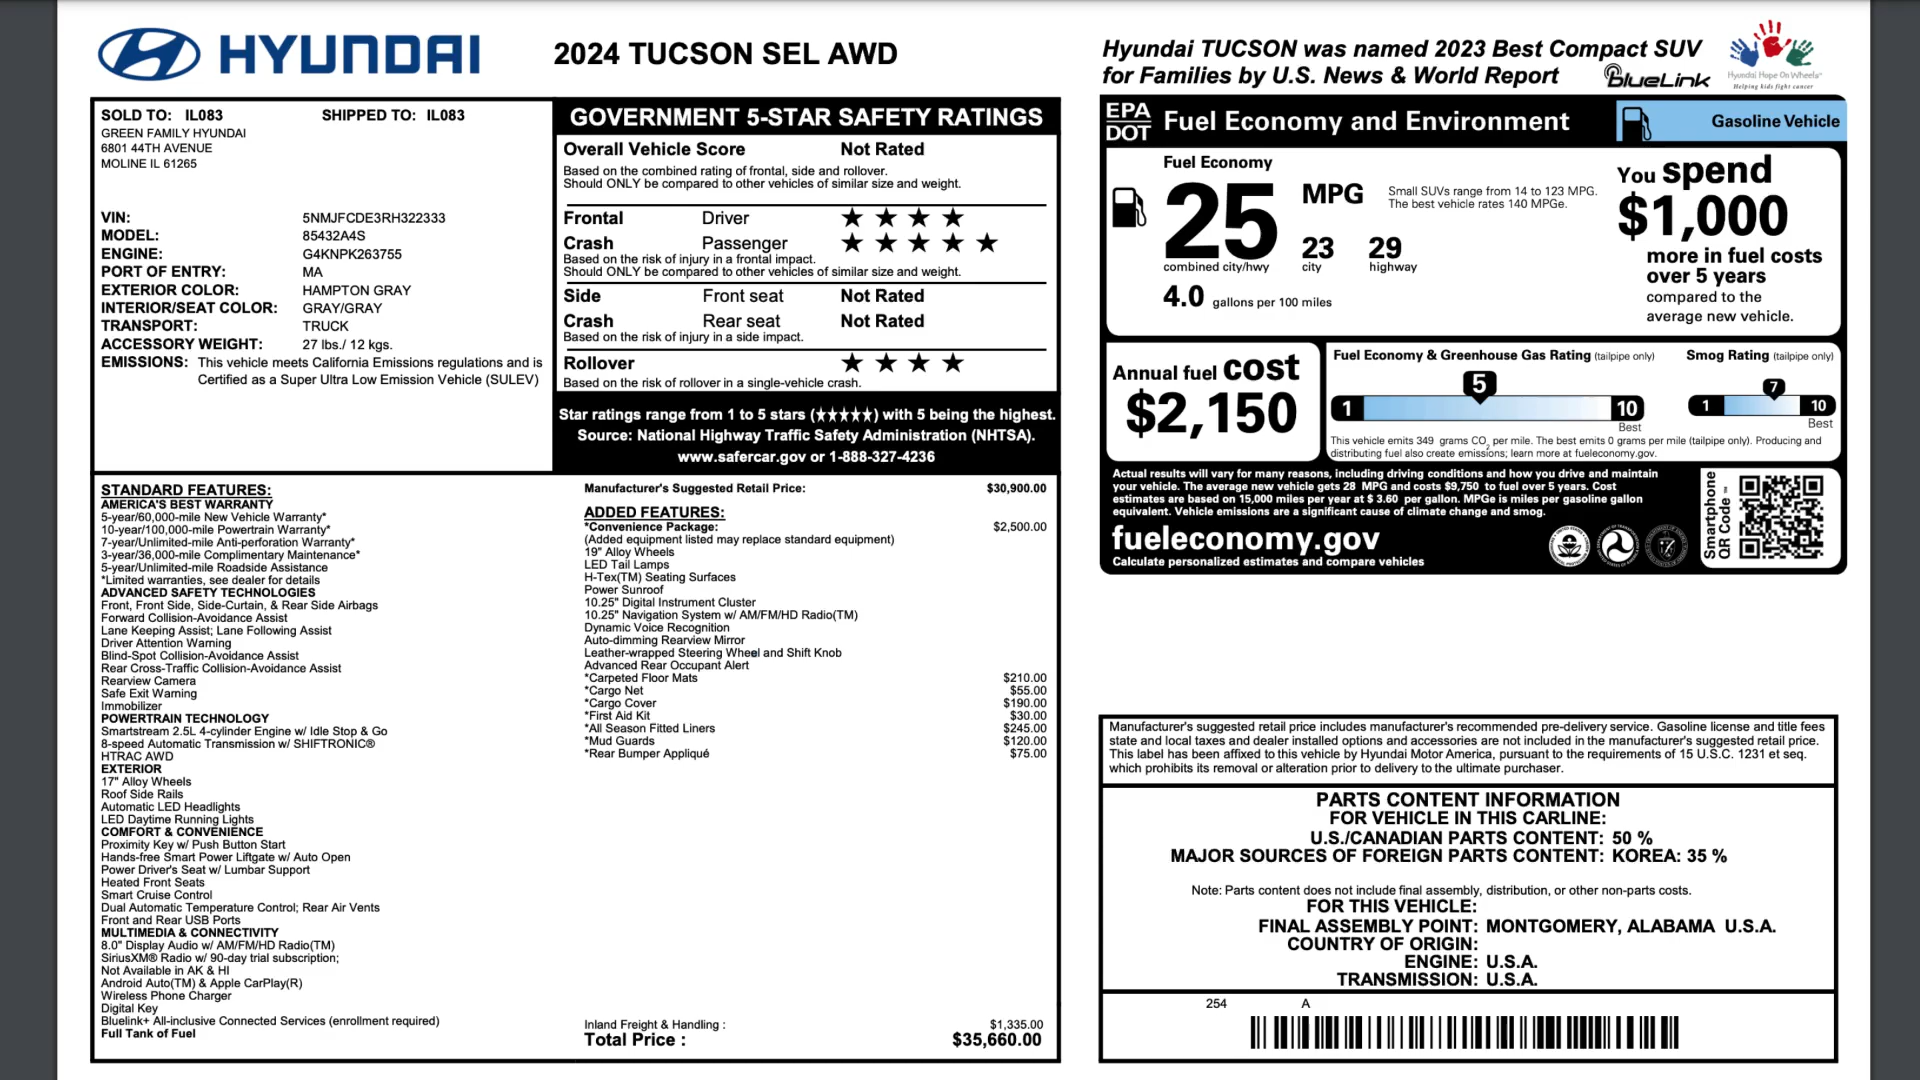 HYUNDAI
2024 TUCSON SEL AWD
Hyundai TUCSON was named 2023 Best Compact SUV
for Families by U.S. News & World Report
blueLink
Hyundai Hope On Wheels®
Helping kids fight cancer
SOLD TO: IL083 SHIPPED TO: IL083
GREEN FAMILY HYUNDAI
6801 44TH AVENUE
MOLINE IL 61265
VIN: 5NMJFCDE3RH322333
MODEL: 85432A4S
ENGINE: G4KNPK263755
PORT OF ENTRY: MA
EXTERIOR COLOR: HAMPTON GRAY
INTERIOR/SEAT COLOR: GRAY/GRAY
TRANSPORT: TRUCK
ACCESSORY WEIGHT: 27 lbs./ 12 kgs.
EMISSIONS: This vehicle meets California Emissions regulations and is
Certified as a Super Ultra Low Emission Vehicle (SULEV)
GOVERNMENT 5-STAR SAFETY RATINGS
Overall Vehicle Score Not Rated
Based on the combined rating of frontal, side and rollover.
Should ONLY be compared to other vehicles of similar size and weight.
Frontal Driver ★ ★ ★ ★
Crash Passenger ★ ★ ★ ★ ★
Based on the risk of injury in a frontal impact.
Should ONLY be compared to other vehicles of similar size and weight.
Side Front seat Not Rated
Crash Rear seat Not Rated
Based on the risk of injury in a side impact.
Rollover ★ ★ ★ ★
Based on the risk of rollover in a single-vehicle crash.
Star ratings range from 1 to 5 stars (★★★★★) with 5 being the highest.
Source: National Highway Traffic Safety Administration (NHTSA).
www.safercar.gov or 1-888-327-4236
STANDARD FEATURES:
AMERICA'S BEST WARRANTY
5-year/60,000-mile New Vehicle Warranty*
10-year/100,000-mile Powertrain Warranty*
7-year/Unlimited-mile Anti-perforation Warranty*
3-year/36,000-mile Complimentary Maintenance*
5-year/Unlimited-mile Roadside Assistance
*Limited warranties, see dealer for details
ADVANCED SAFETY TECHNOLOGIES
Front, Front Side, Side-Curtain, & Rear Side Airbags
Forward Collision-Avoidance Assist
Lane Keeping Assist; Lane Following Assist
Driver Attention Warning
Blind-Spot Collision-Avoidance Assist
Rear Cross-Traffic Collision-Avoidance Assist
Rearview Camera
Safe Exit Warning
Immobilizer
POWERTRAIN TECHNOLOGY
Smartstream 2.5L 4-cylinder Engine w/ Idle Stop & Go
8-speed Automatic Transmission w/ SHIFTRONIC®
HTRAC AWD
EXTERIOR
17" Alloy Wheels
Roof Side Rails
Automatic LED Headlights
LED Daytime Running Lights
COMFORT & CONVENIENCE
Proximity Key w/ Push Button Start
Hands-free Smart Power Liftgate w/ Auto Open
Power Driver's Seat w/ Lumbar Support
Heated Front Seats
Smart Cruise Control
Dual Automatic Temperature Control; Rear Air Vents
Front and Rear USB Ports
MULTIMEDIA & CONNECTIVITY
8.0" Display Audio w/ AM/FM/HD Radio(TM)
SiriusXM® Radio w/ 90-day trial subscription;
Not Available in AK & HI
Android Auto(TM) & Apple CarPlay(R)
Wireless Phone Charger
Digital Key
Bluelink+ All-inclusive Connected Services (enrollment required)
Full Tank of Fuel
Manufacturer's Suggested Retail Price: $30,900.00
ADDED FEATURES:
*Convenience Package: $2,500.00
(Added equipment listed may replace standard equipment)
19" Alloy Wheels
LED Tail Lamps
H-Tex(TM) Seating Surfaces
Power Sunroof
10.25" Digital Instrument Cluster
10.25" Navigation System w/ AM/FM/HD Radio(TM)
Dynamic Voice Recognition
Auto-dimming Rearview Mirror
Leather-wrapped Steering Wheel and Shift Knob
Advanced Rear Occupant Alert
*Carpeted Floor Mats $210.00
*Cargo Net $55.00
*Cargo Cover $190.00
*First Aid Kit $30.00
*All Season Fitted Liners $245.00
*Mud Guards $120.00
*Rear Bumper Appliqué $75.00
Inland Freight & Handling : $1,335.00
Total Price : $35,660.00
EPA
DOT Fuel Economy and Environment
Gasoline Vehicle
Fuel Economy
25 MPG
combined city/hwy
23 city
29 highway
4.0 gallons per 100 miles
Small SUVs range from 14 to 123 MPG.
The best vehicle rates 140 MPGe.
You spend
$1,000
more in fuel costs
over 5 years
compared to the
average new vehicle.
Annual fuel cost
$2,150
Fuel Economy & Greenhouse Gas Rating (tailpipe only)
5
1 10
Best
Smog Rating (tailpipe only)
7
1 10
Best
This vehicle emits 349 grams CO2 per mile. The best emits 0 grams per mile (tailpipe only). Producing and
distributing fuel also create emissions; learn more at fueleconomy.gov.
Actual results will vary for many reasons, including driving conditions and how you drive and maintain
your vehicle. The average new vehicle gets 28 MPG and costs $9,750 to fuel over 5 years. Cost
estimates are based on 15,000 miles per year at $ 3.60 per gallon. MPGe is miles per gasoline gallon
equivalent. Vehicle emissions are a significant cause of climate change and smog.
fueleconomy.gov
Calculate personalized estimates and compare vehicles
Smartphone
QR Code ™
Manufacturer's suggested retail price includes manufacturer's recommended pre-delivery service. Gasoline license and title fees
state and local taxes and dealer installed options and accessories are not included in the manufacturer's suggested retail price.
This label has been affixed to this vehicle by Hyundai Motor America, pursuant to the requirements of 15 U.S.C. 1231 et seq.
which prohibits its removal or alteration prior to delivery to the ultimate purchaser.
PARTS CONTENT INFORMATION
FOR VEHICLE IN THIS CARLINE:
U.S./CANADIAN PARTS CONTENT: 50 %
MAJOR SOURCES OF FOREIGN PARTS CONTENT: KOREA: 35 %
Note: Parts content does not include final assembly, distribution, or other non-parts costs.
FOR THIS VEHICLE:
FINAL ASSEMBLY POINT: MONTGOMERY, ALABAMA U.S.A.
COUNTRY OF ORIGIN:
ENGINE: U.S.A.
TRANSMISSION: U.S.A.
254 A